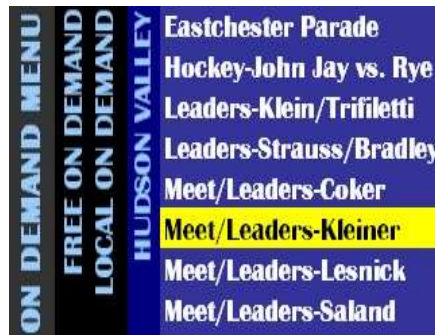 ON DEMAND MENU
FREE ON DEMAND
LOCAL ON DEMAND
HUDSON VALLEY
Eastchester Parade
Hockey-John Jay vs. Rye
Leaders-Klein/Trifiletti
Leaders-Strauss/Bradley
Meet/Leaders-Coker
Meet/Leaders-Kleiner
Meet/Leaders-Lesnick
Meet/Leaders-Saland